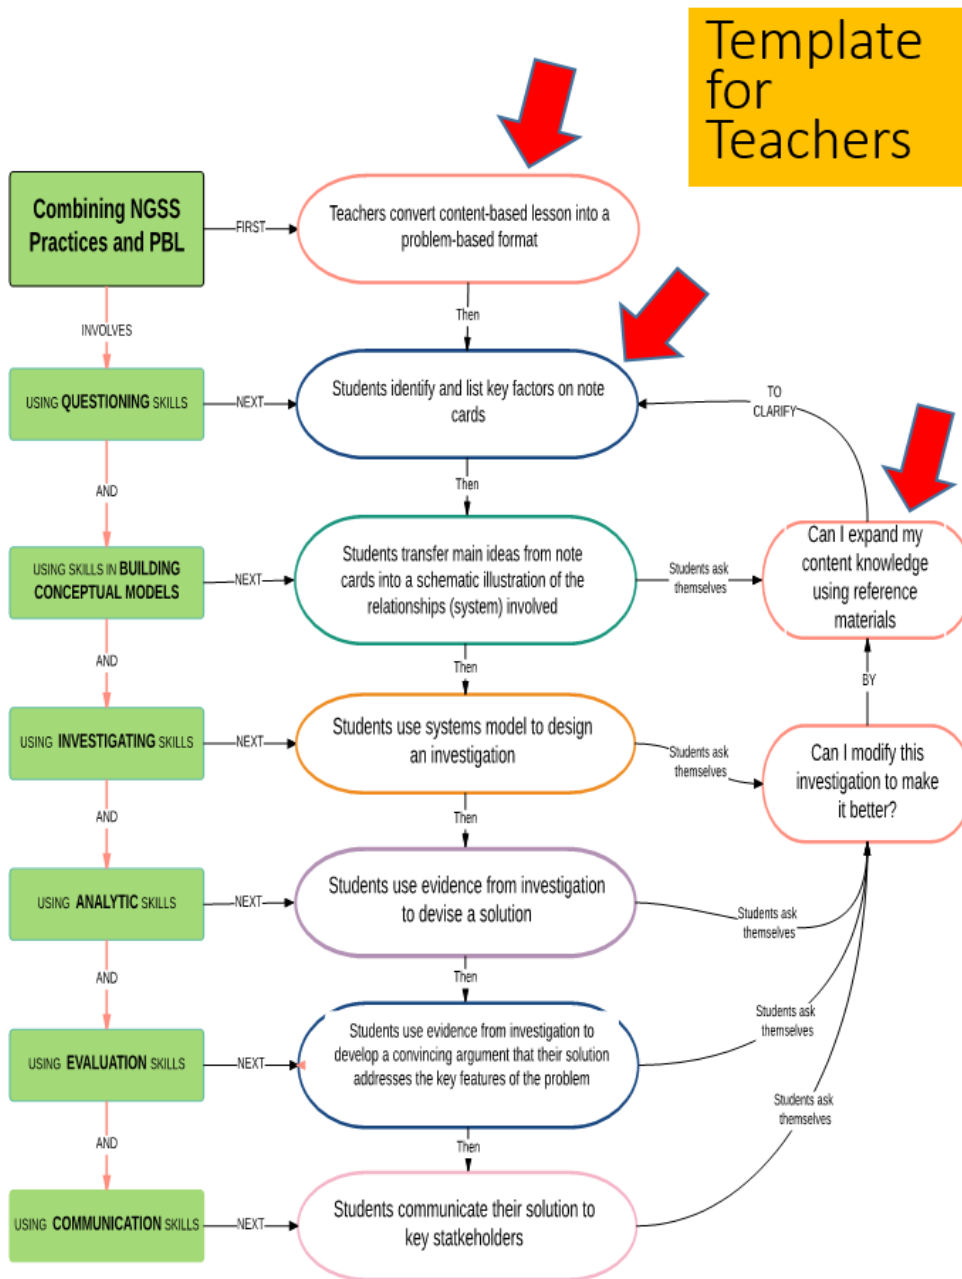 Template
for
Teachers
Combining NGSS
Practices and PBL
FIRST
Teachers convert content-based lesson into a
problem-based format
Then
INVOLVES
USING QUESTIONING SKILLS
NEXT
Students identify and list key factors on note
cards
TO
CLARIFY
Then
AND
USING SKILLS IN BUILDING
CONCEPTUAL MODELS
NEXT
Students transfer main ideas from note
cards into a schematic illustration of the
relationships (system) involved
Students ask
themselves
Can I expand my
content knowledge
using reference
materials
Then
AND
BY
USING INVESTIGATING SKILLS
NEXT
Students use systems model to design
an investigation
Students ask
themselves
Can I modify this
investigation to make
it better?
Then
AND
USING ANALYTIC SKILLS
NEXT
Students use evidence from investigation
to devise a solution
Students ask
themselves
Then
AND
USING EVALUATION SKILLS
NEXT
Students use evidence from investigation to
develop a convincing argument that their solution
addresses the key features of the problem
Students ask
themselves
Then
AND
Students ask
themselves
USING COMMUNICATION SKILLS
NEXT
Students communicate their solution to
key statkeholders